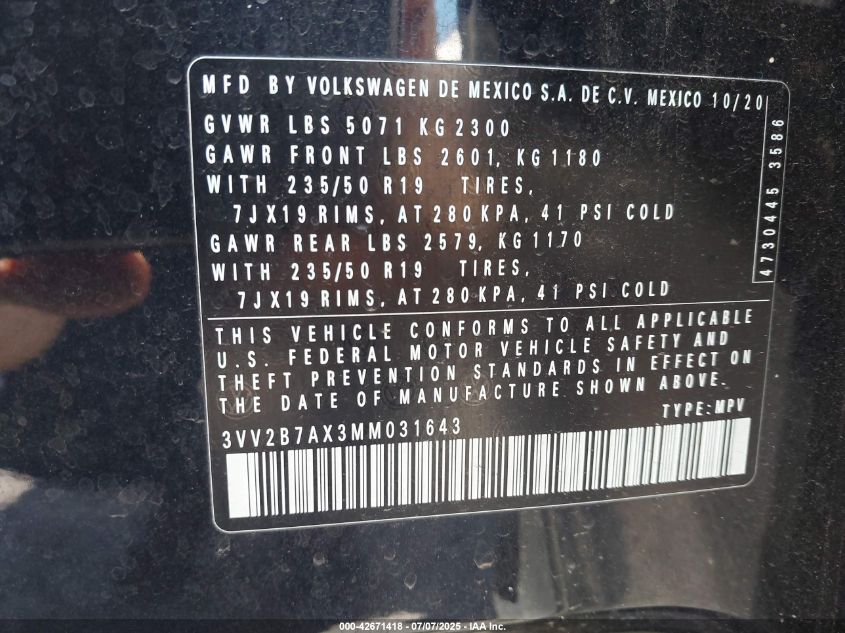 MFD BY VOLKSWAGEN DE MEXICO S.A. DE C.V. MEXICO 10/20
GVWR LBS 5071 KG 2300
GAWR FRONT LBS 2601, KG 1180
WITH 235/50 R19 TIRES,
7JX19 RIMS, AT 280 KPA, 41 PSI COLD
GAWR REAR LBS 2579, KG 1170
WITH 235/50 R19 TIRES,
7JX19 RIMS, AT 280 KPA, 41 PSI COLD
4730445 3586
THIS VEHICLE CONFORMS TO ALL APPLICABLE
U.S. FEDERAL MOTOR VEHICLE SAFETY AND
THEFT PREVENTION STANDARDS IN EFFECT ON
THE DATE OF MANUFACTURE SHOWN ABOVE.
TYPE: MPV
3VV2B7AX3MM031643
000-42671418 - 07/07/2025 - IAA Inc.